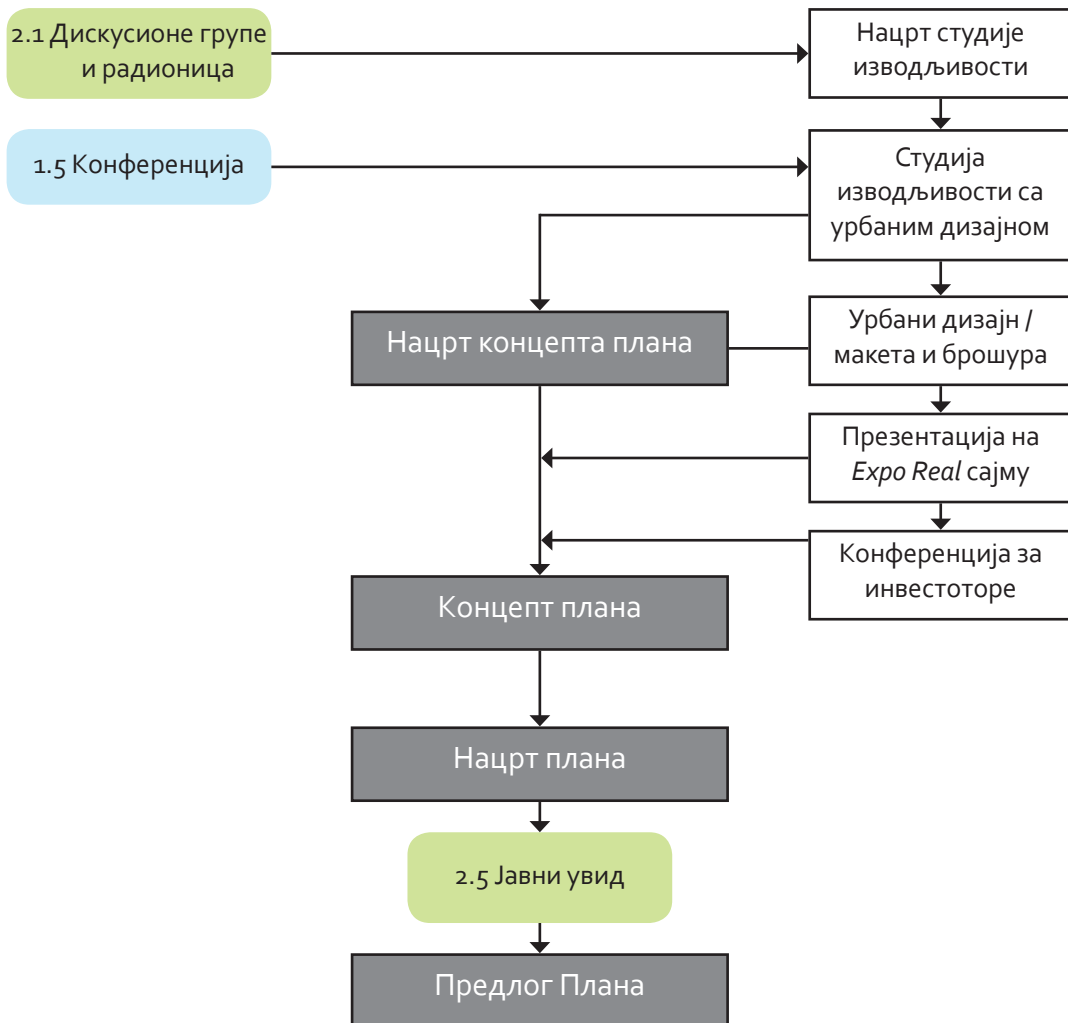 2.1 Дискусионе групе
и радионица
Нацрт студије
изводљивости
1.5 Конференција
Студија
изводљивости са
урбаним дизајном
Нацрт концепта плана
Урбани дизајн /
макета и брошура
Презентација на
Expo Real сајму
Конференција за
инвестоторе
Концепт плана
Нацрт плана
2.5 Јавни увид
Предлог Плана